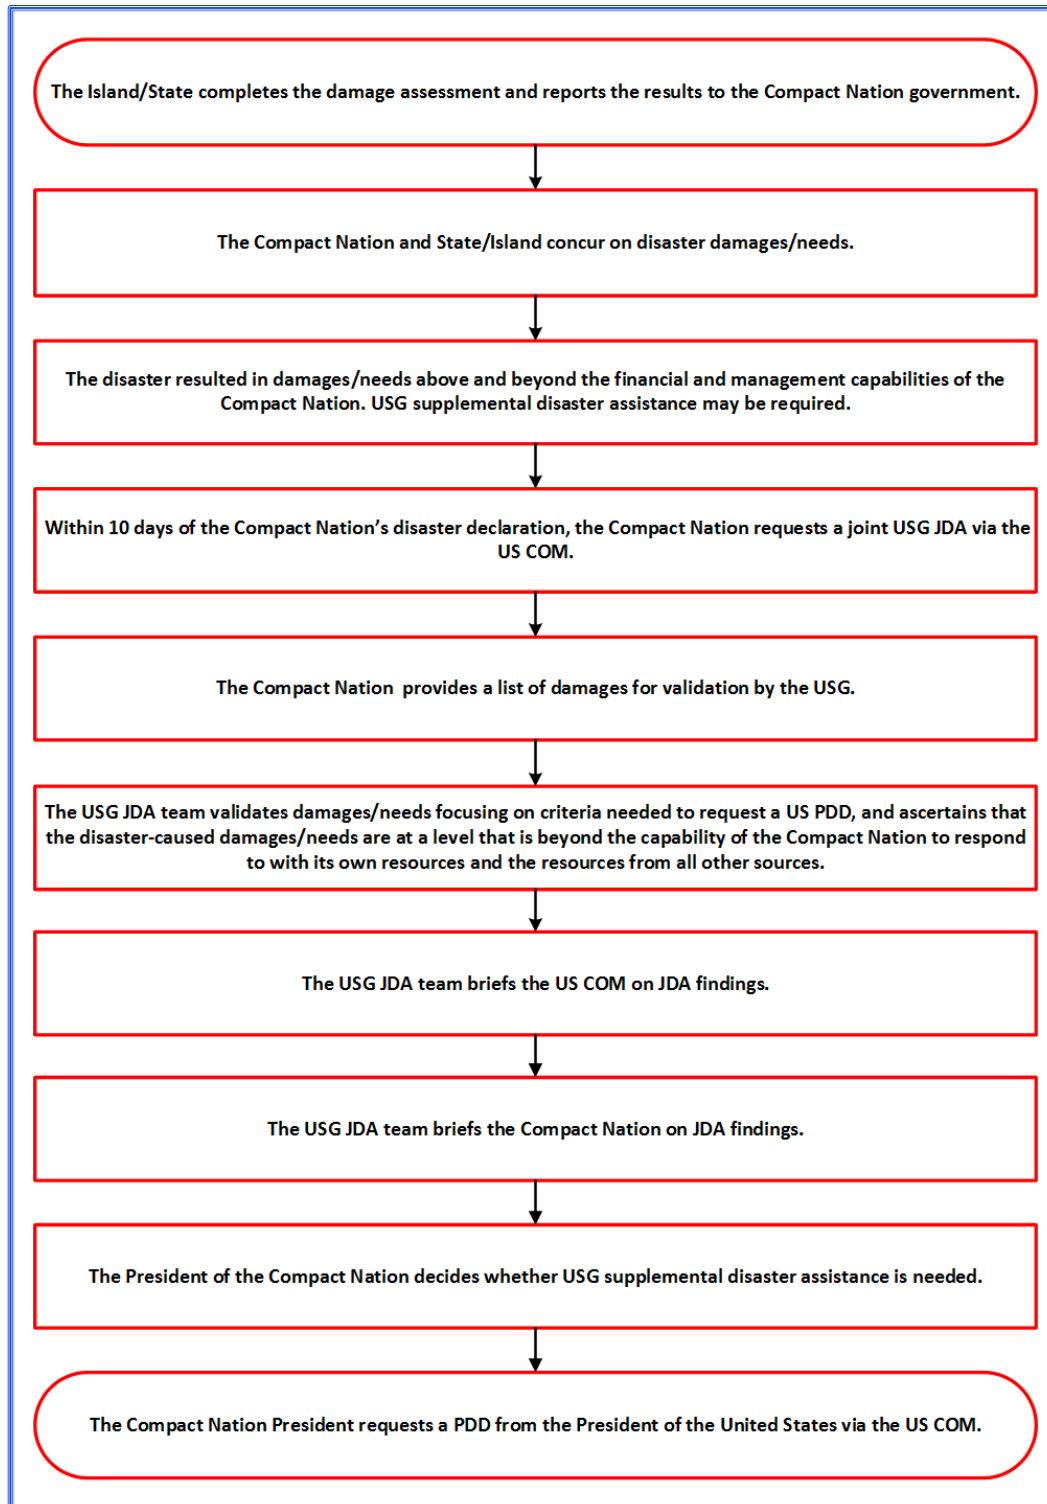 The Island/State completes the damage assessment and reports the results to the Compact Nation government.
The Compact Nation and State/Island concur on disaster damages/needs.
The disaster resulted in damages/needs above and beyond the financial and management capabilities of the
Compact Nation. USG supplemental disaster assistance may be required.
Within 10 days of the Compact Nation’s disaster declaration, the Compact Nation requests a joint USG JDA via the
US COM.
The Compact Nation provides a list of damages for validation by the USG.
The USG JDA team validates damages/needs focusing on criteria needed to request a US PDD, and ascertains that
the disaster-caused damages/needs are at a level that is beyond the capability of the Compact Nation to respond
to with its own resources and the resources from all other sources.
The USG JDA team briefs the US COM on JDA findings.
The USG JDA team briefs the Compact Nation on JDA findings.
The President of the Compact Nation decides whether USG supplemental disaster assistance is needed.
The Compact Nation President requests a PDD from the President of the United States via the US COM.